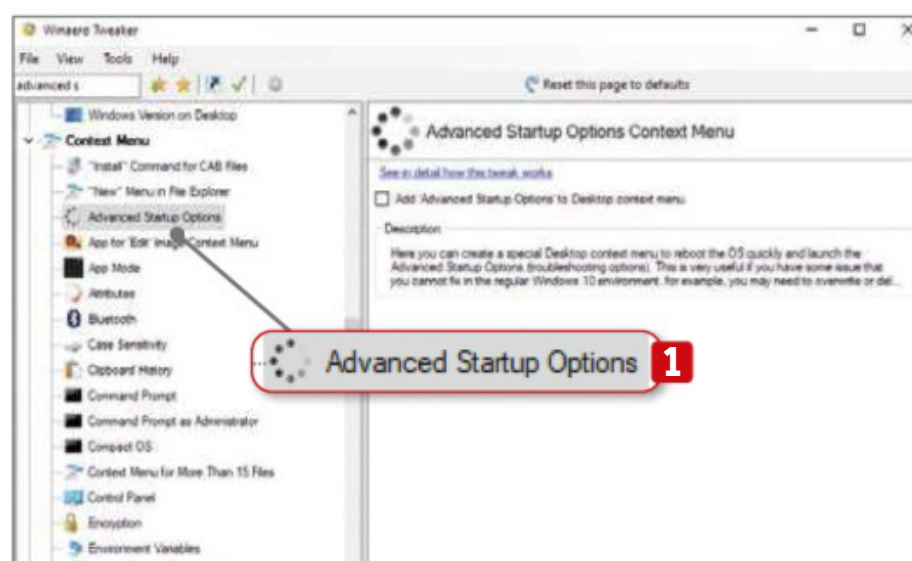 Winaero Tweaker
File View Tools Help
advanced s
Reset this page to defaults
Windows Version on Desktop
Context Menu
"Install" Command for CAB Files
"New" Menu in File Explorer
Advanced Startup Options
App for 'Edit' Image Context Menu
App Mode
Attributes
Bluetooth
Case Sensitivity
Clipboard History
Command Prompt
Command Prompt as Administrator
Compact OS
Context Menu for More Than 15 Files
Control Panel
Encryption
Environment Variables
Advanced Startup Options Context Menu
See in detail how this tweak works
Add 'Advanced Startup Options' to Desktop context menu
Description
Here you can create a special Desktop context menu to reboot the OS quickly and launch the
Advanced Startup Options (troubleshooting options). This is very useful if you have some issue that
you cannot fix in the regular Windows 10 environment. for example, you may need to overwrite or del...
Advanced Startup Options 1